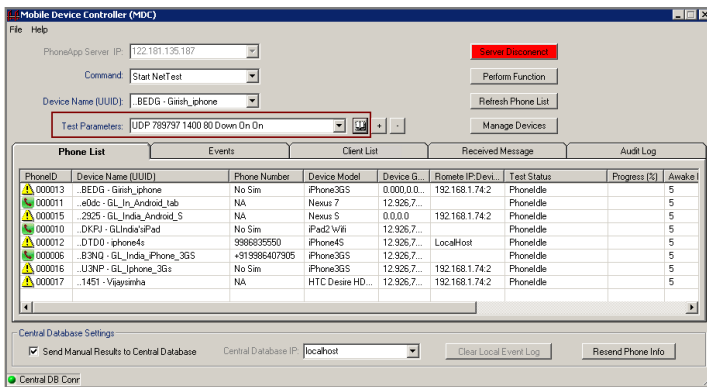 Mobile Device Controller (MDC)
File Help
PhoneApp Server IP: 122.181.135.187
Server Disconenct
Command: Start NetTest
Perform Function
Device Name (UUID): ..BEDG - Girish_iphone
Refresh Phone List
Test Parameters: UDP 789797 1400 80 Down On On + -
Manage Devices
Phone List Events Client List Received Message Audit Log
PhoneID Device Name (UUID) Phone Number Device Model Device G... Romete IP:Devi... Test Status Progress (%) Awake
000013 ..BEDG - Girish_iphone No Sim iPhone3GS 0.000,0.0... 192.168.1.74:2 PhoneIdle 5
000011 ..e0dc - GL_In_Android_tab NA Nexus 7 12.926,7... PhoneIdle 5
000015 ..2925 - GL_India_Android_S NA Nexus S 0.0,0.0 192.168.1.74:2 PhoneIdle 5
000010 ..DKPJ - GLIndia'siPad No Sim iPad2 Wifi 12.926,7... PhoneIdle 5
000012 ..DTD0 - iphone4s 9986835550 iPhone4S 12.926,7... LocalHost PhoneIdle 5
000006 ..B3NQ - GL_India_iPhone_3GS +919986407905 iPhone3GS 12.926,7... PhoneIdle 5
000016 ..U3NP - GL_Iphone_3Gs No Sim iPhone3GS 12.926,7... 192.168.1.74:2 PhoneIdle 5
000017 ..1451 - Vijaysimha NA HTC Desire HD... 12.926,7... 192.168.1.74:2 PhoneIdle 5
Central Database Settings
Send Manual Results to Central Database Central Database IP: localhost Clear Local Event Log Resend Phone Info
Central DB Conr